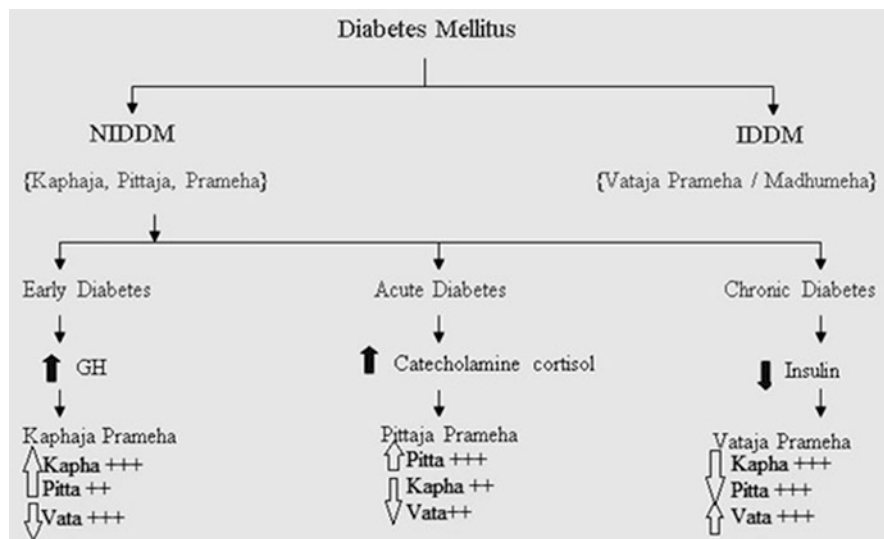 Diabetes Mellitus
NIDDM
IDDM
{Kaphaja, Pittaja, Prameha}
{Vataja Prameha / Madhumeha}
Early Diabetes
Acute Diabetes
Chronic Diabetes
GH
Catecholamine cortisol
Insulin
Kaphaja Prameha
Kapha +++
Pitta ++
Vata +++
Pittaja Prameha
Pitta +++
Kapha ++
Vata++
Vataja Prameha
Kapha +++
Pitta +++
Vata +++